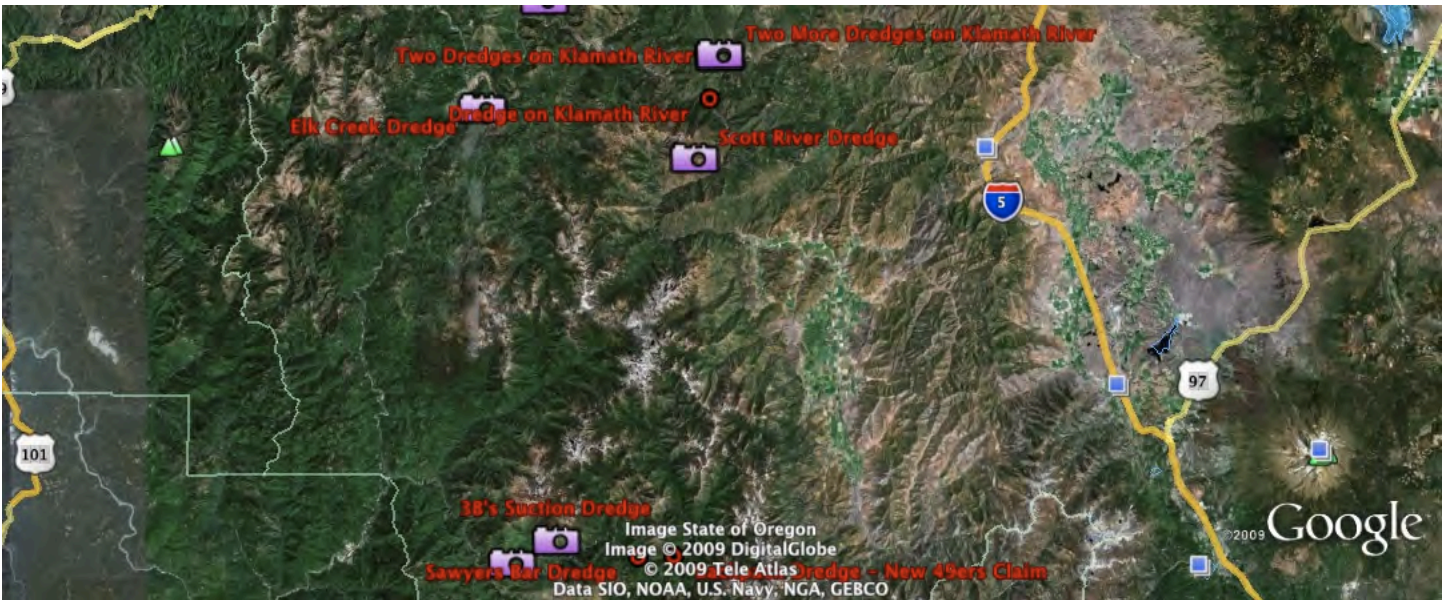 Two More Dredges on Klamath River
Two Dredges on Klamath River
Dredge on Klamath River
Elk Creek Dredge
Scott River Dredge
5
97
101
3B's Suction Dredge
Image State of Oregon
Image © 2009 DigitalGlobe
© 2009 Tele Atlas
Data SIO, NOAA, U.S. Navy, NGA, GEBCO
Sawyers Bar Dredge
Dredge - New 49ers Claim
©2009 Google